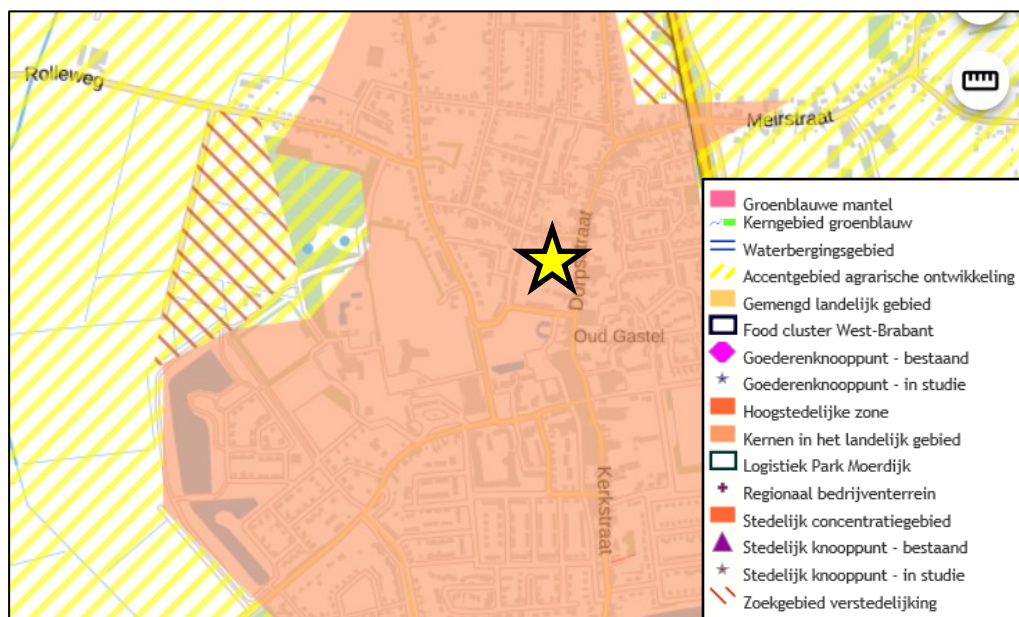 Rolleweg
Meirstraat
Dorpsstraat
Oud Gastel
Kerkstraat
Groenblauwe mantel
Kerngebied groenblauw
Waterbergingsgebied
Accentgebied agrarische ontwikkeling
Gemengd landelijk gebied
Food cluster West-Brabant
Goederenknooppunt - bestaand
Goederenknooppunt - in studie
Hoogstedelijke zone
Kernen in het landelijk gebied
Logistiek Park Moerdijk
Regionaal bedrijventerrein
Stedelijk concentratiegebied
Stedelijk knooppunt - bestaand
Stedelijk knooppunt - in studie
Zoekgebied verstedelijking